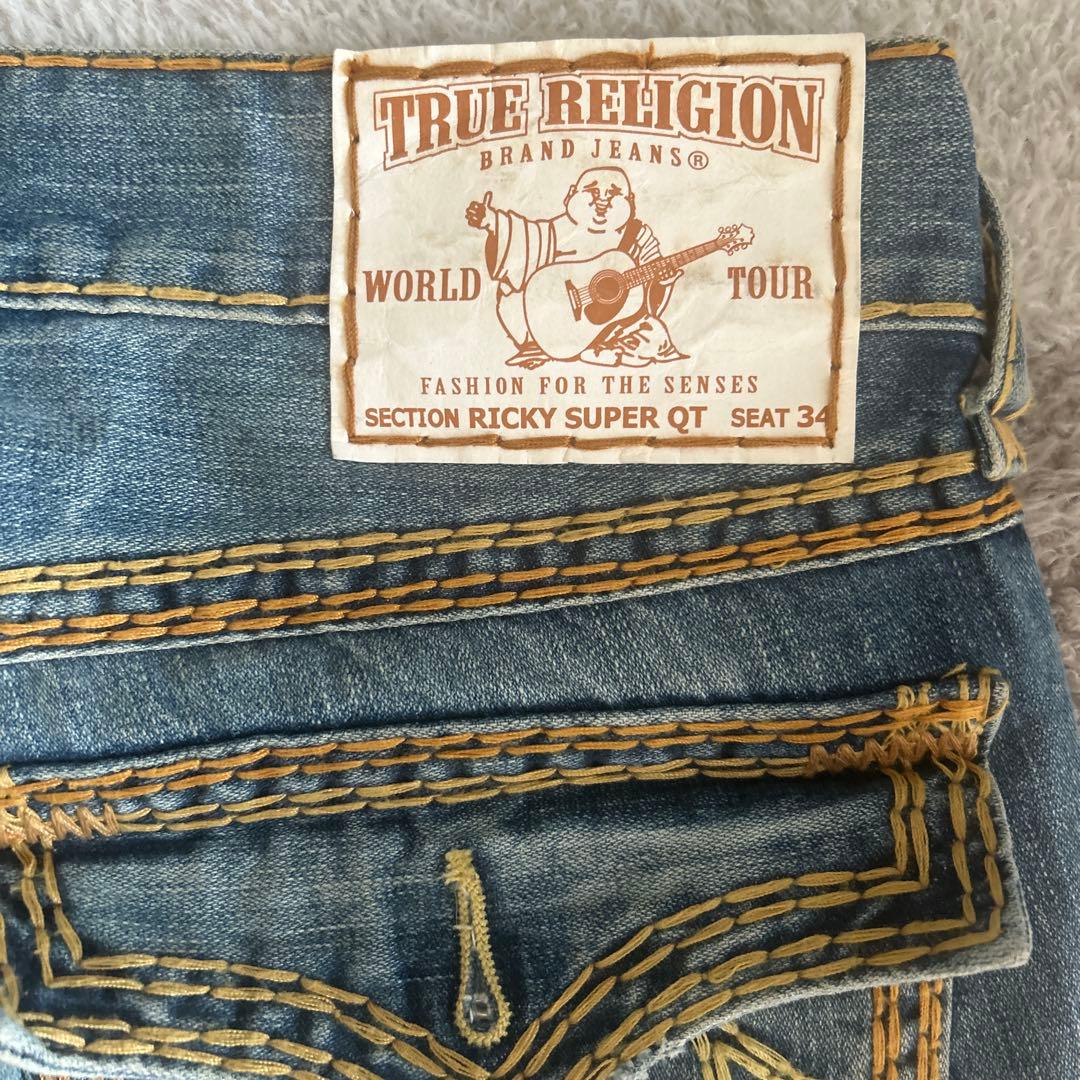 TRUE RELIGION
BRAND JEANS®
WORLD TOUR
FASHION FOR THE SENSES
SECTION RICKY SUPER QT SEAT 34